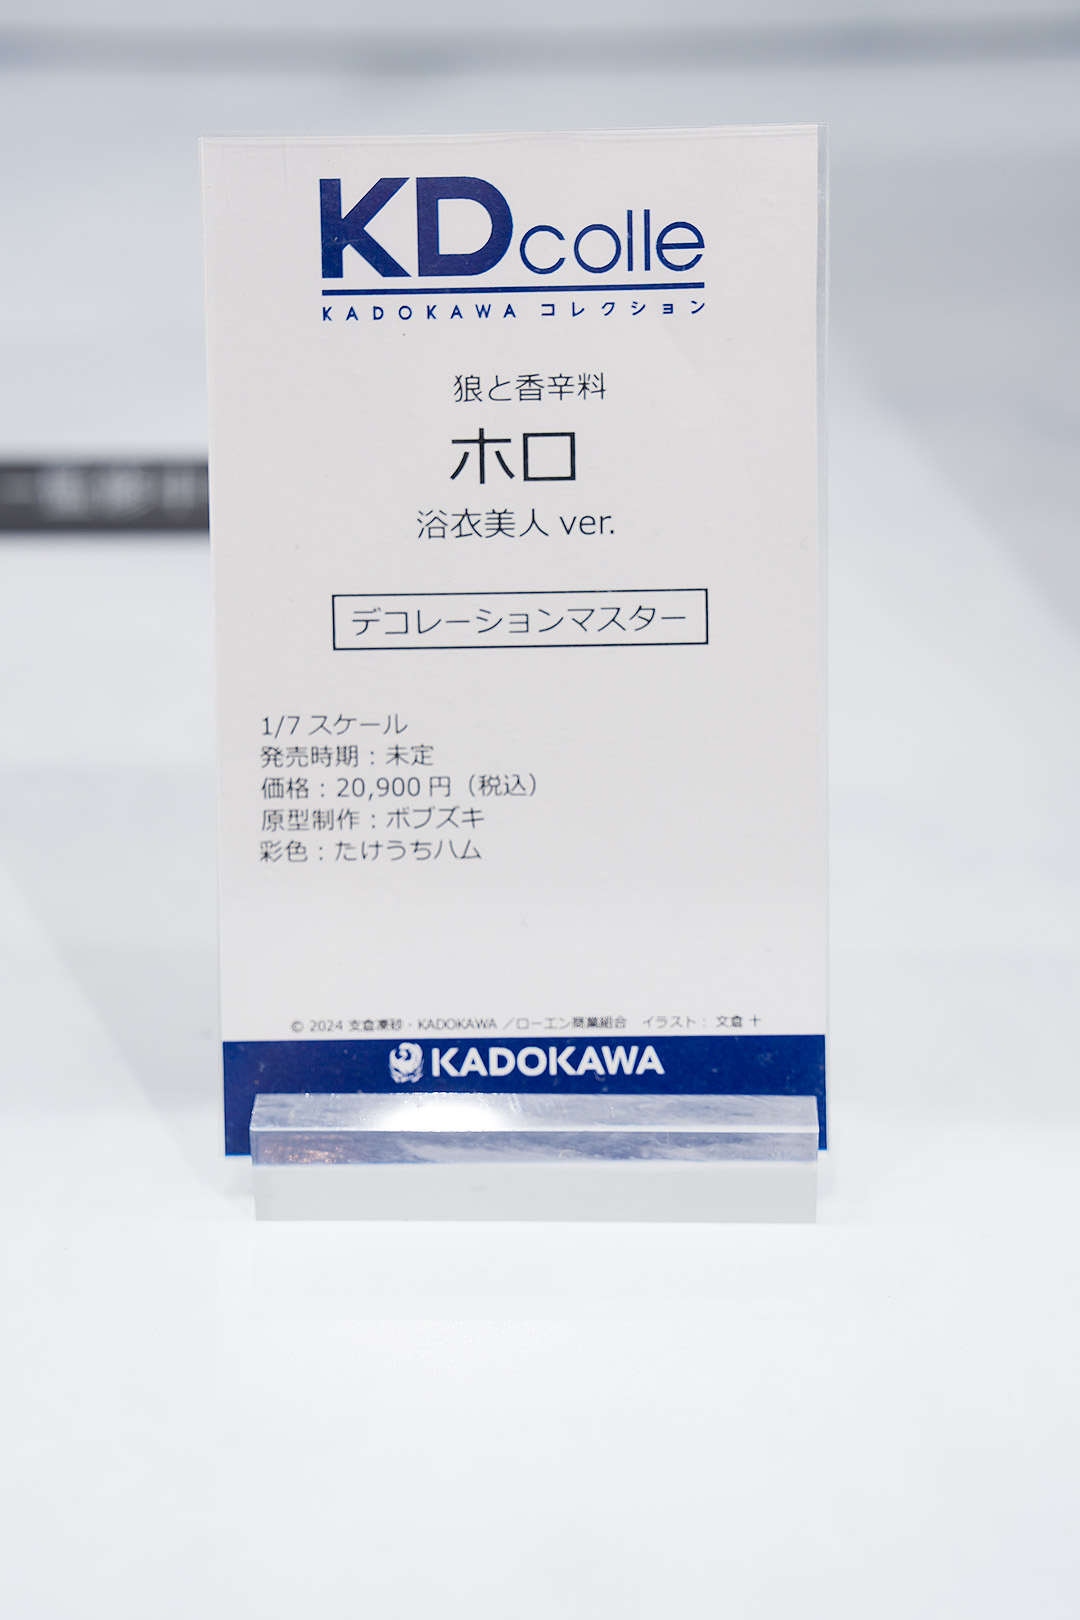 KDcolle
KADOKAWA コレクション
狼と香辛料
ホロ
浴衣美人 ver.
デコレーションマスター
1/7 スケール
発売時期：未定
価格：20,900 円（税込）
原型制作：ボブズキ
彩色：たけうちハム
© 2024 支倉凍砂・KADOKAWA ／ローエン商業組合　イラスト：文倉 十
KADOKAWA